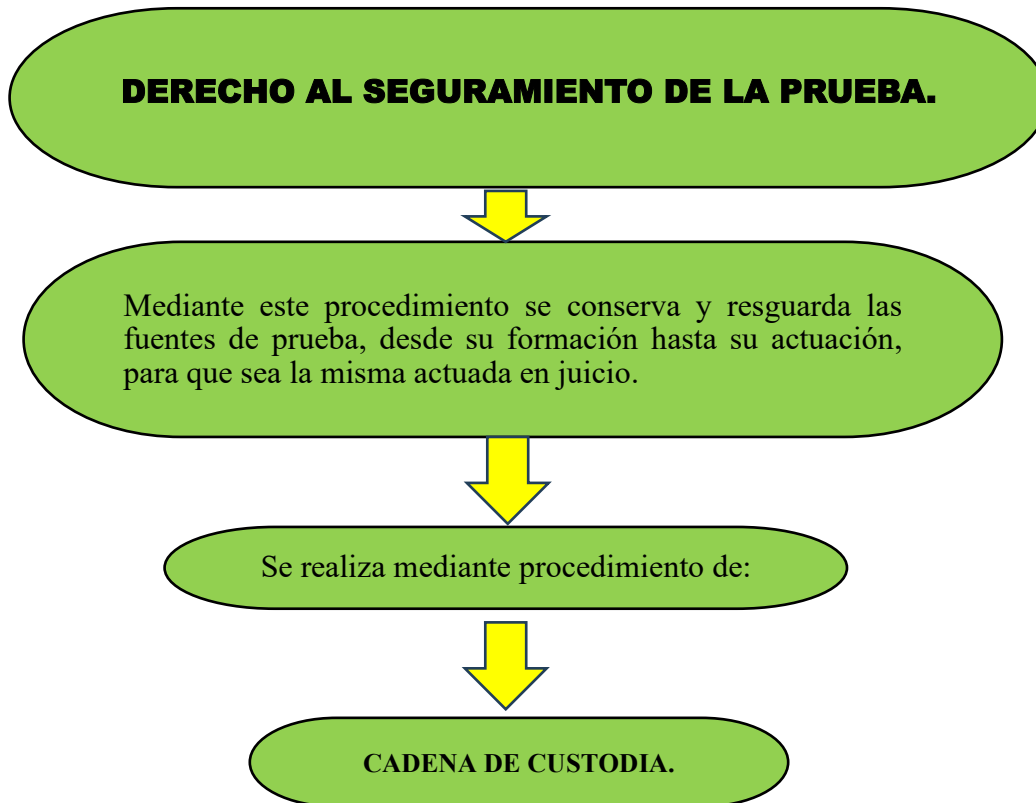 DERECHO AL SEGURAMIENTO DE LA PRUEBA.
Mediante este procedimiento se conserva y resguarda las
fuentes de prueba, desde su formación hasta su actuación,
para que sea la misma actuada en juicio.
Se realiza mediante procedimiento de:
CADENA DE CUSTODIA.